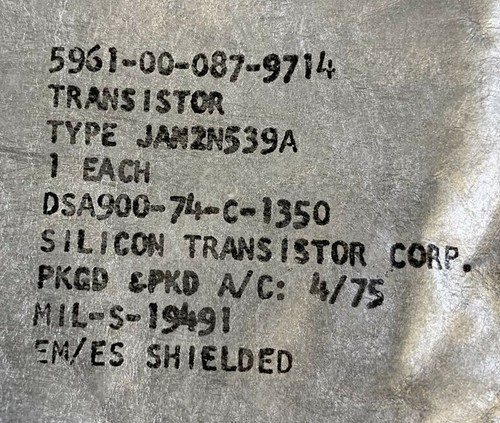 5961-00-087-9714
TRANSISTOR
TYPE JAN2N539A
1 EACH
DSA900-74-C-1350
SILICON TRANSISTOR CORP.
PKGD &PKD A/C: 4/75
MIL-S-19491
EM/ES SHIELDED